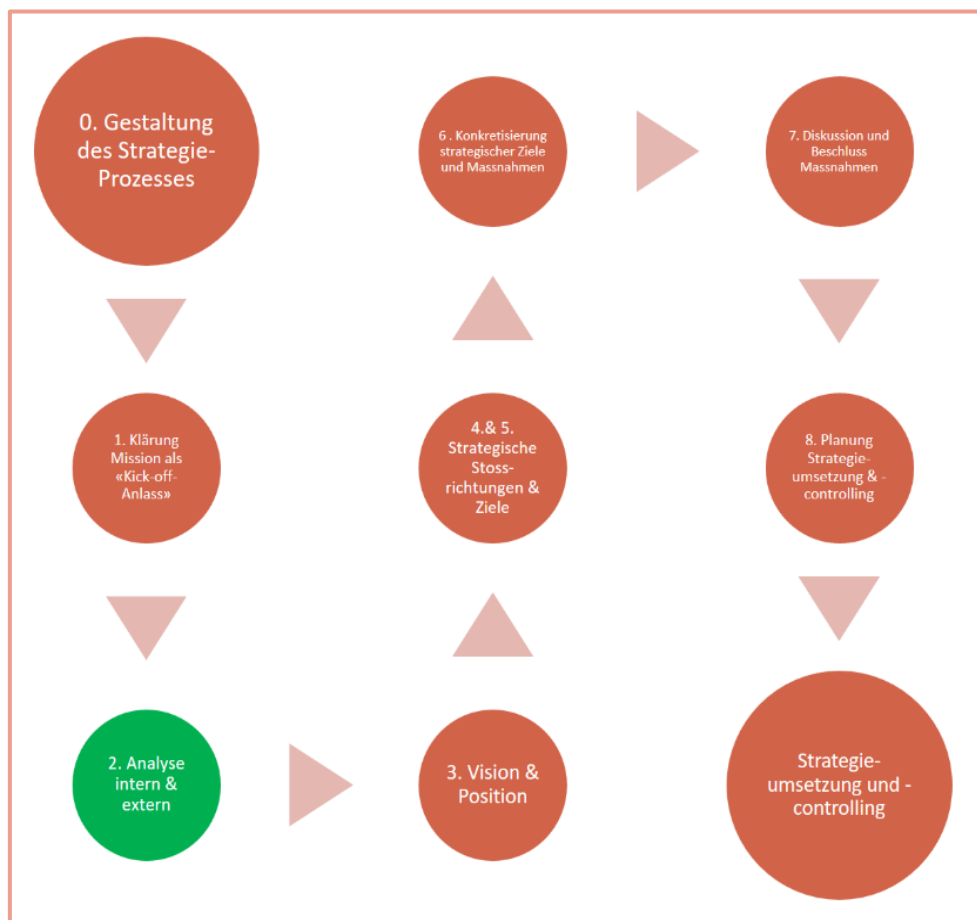 0. Gestaltung
des Strategie-
Prozesses
1. Klärung
Mission als
«Kick-off-
Anlass»
2. Analyse
intern &
extern
3. Vision &
Position
4.& 5.
Strategische
Stoss-
richtungen &
Ziele
6 . Konkretisierung
strategischer Ziele
und Massnahmen
7. Diskussion und
Beschluss
Massnahmen
8. Planung
Strategie-
umsetzung & -
controlling
Strategie-
umsetzung und -
controlling